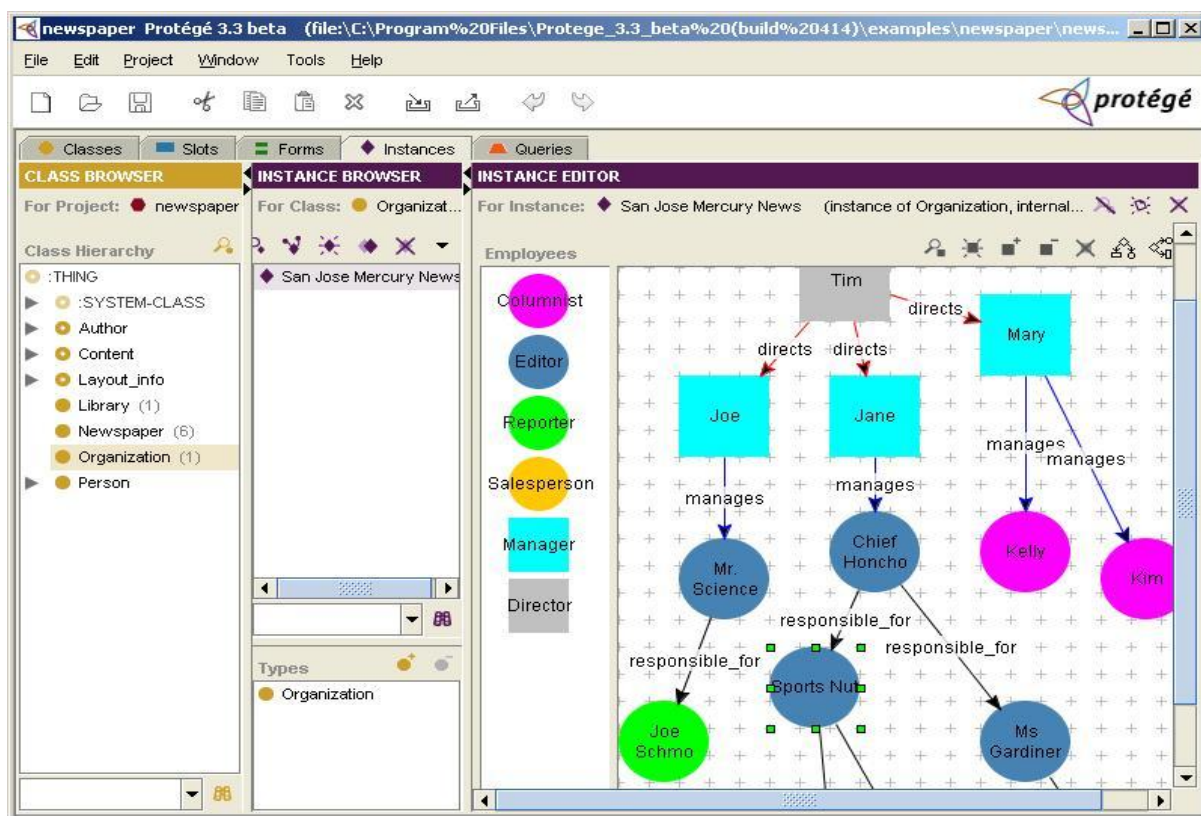 newspaper Protégé 3.3 beta (file:\C:\Program%20Files\Protege_3.3_beta%20(build%20414)\examples\newspaper\news...
File Edit Project Window Tools Help
protégé
Classes Slots Forms Instances Queries
CLASS BROWSER
For Project: newspaper
Class Hierarchy
:THING
:SYSTEM-CLASS
Author
Content
Layout_info
Library (1)
Newspaper (6)
Organization (1)
Person
INSTANCE BROWSER
For Class: Organizat...
San Jose Mercury News
Types
Organization
INSTANCE EDITOR
For Instance: San Jose Mercury News (instance of Organization, internal...
Employees
Columnist
Editor
Reporter
Salesperson
Manager
Director
Tim
directs
Mary
directs directs
Joe Jane
manages
manages
manages manages
Chief
Honcho
Kelly
Kim
Mr.
Science
responsible_for
responsible_for
responsible_for
Sports Nut
Joe
Schmo
Ms
Gardiner